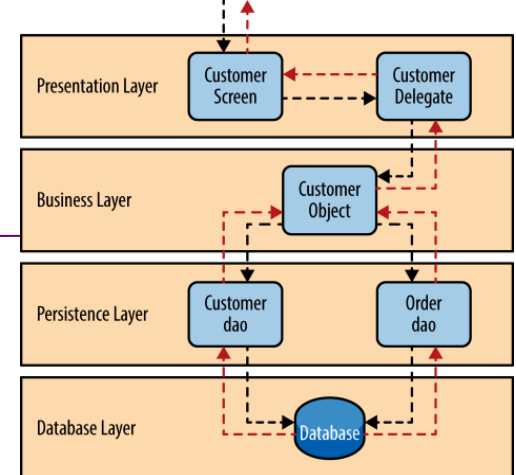 Presentation Layer
Customer
Screen
Customer
Delegate
Business Layer
Customer
Object
Persistence Layer
Customer
dao
Order
dao
Database Layer
Database